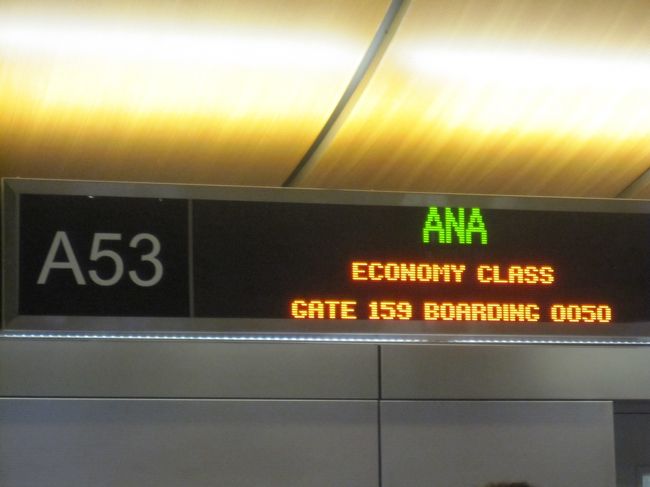 A53
ANA
ECONOMY CLASS
GATE 159 BOARDING 0050